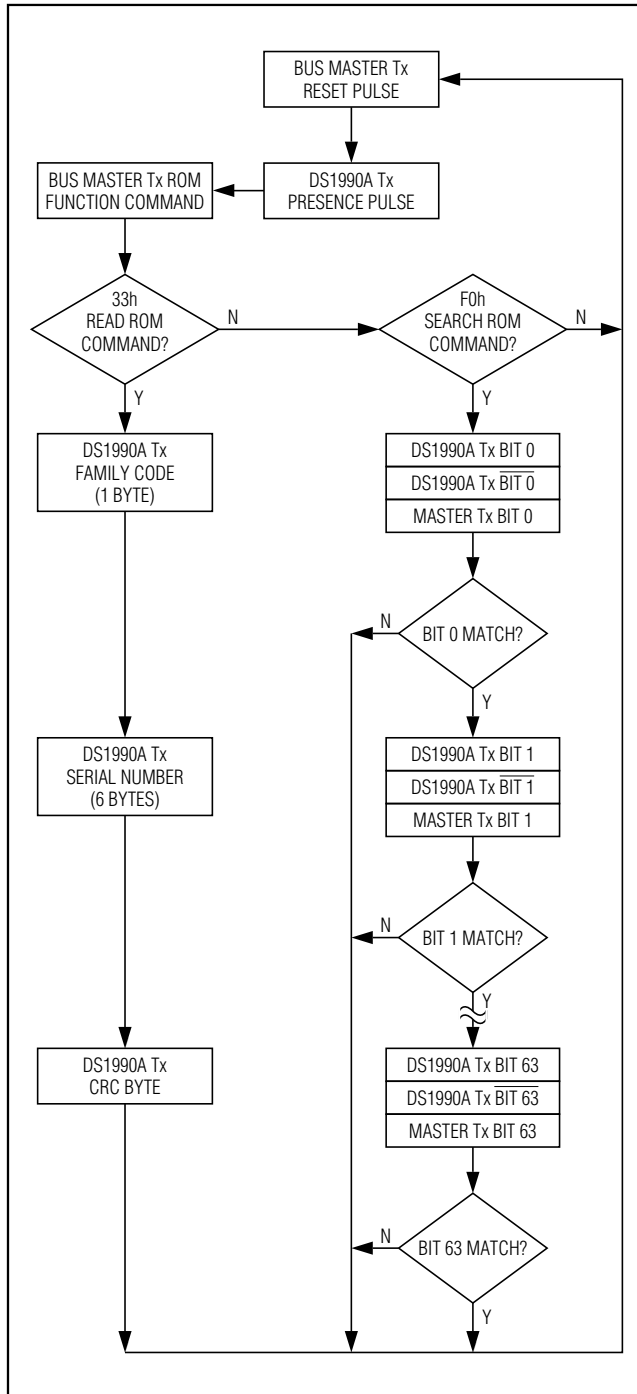 BUS MASTER Tx
RESET PULSE
BUS MASTER Tx ROM
FUNCTION COMMAND
DS1990A Tx
PRESENCE PULSE
33h
READ ROM
COMMAND?
N
Y
F0h
SEARCH ROM
COMMAND?
N
Y
DS1990A Tx
FAMILY CODE
(1 BYTE)
DS1990A Tx
SERIAL NUMBER
(6 BYTES)
DS1990A Tx
CRC BYTE
DS1990A Tx BIT 0
DS1990A Tx B̅I̅T̅ ̅0̅
MASTER Tx BIT 0
N
BIT 0 MATCH?
Y
DS1990A Tx BIT 1
DS1990A Tx B̅I̅T̅ ̅1̅
MASTER Tx BIT 1
N
BIT 1 MATCH?
Y
DS1990A Tx BIT 63
DS1990A Tx B̅I̅T̅ ̅6̅3̅
MASTER Tx BIT 63
N
BIT 63 MATCH?
Y